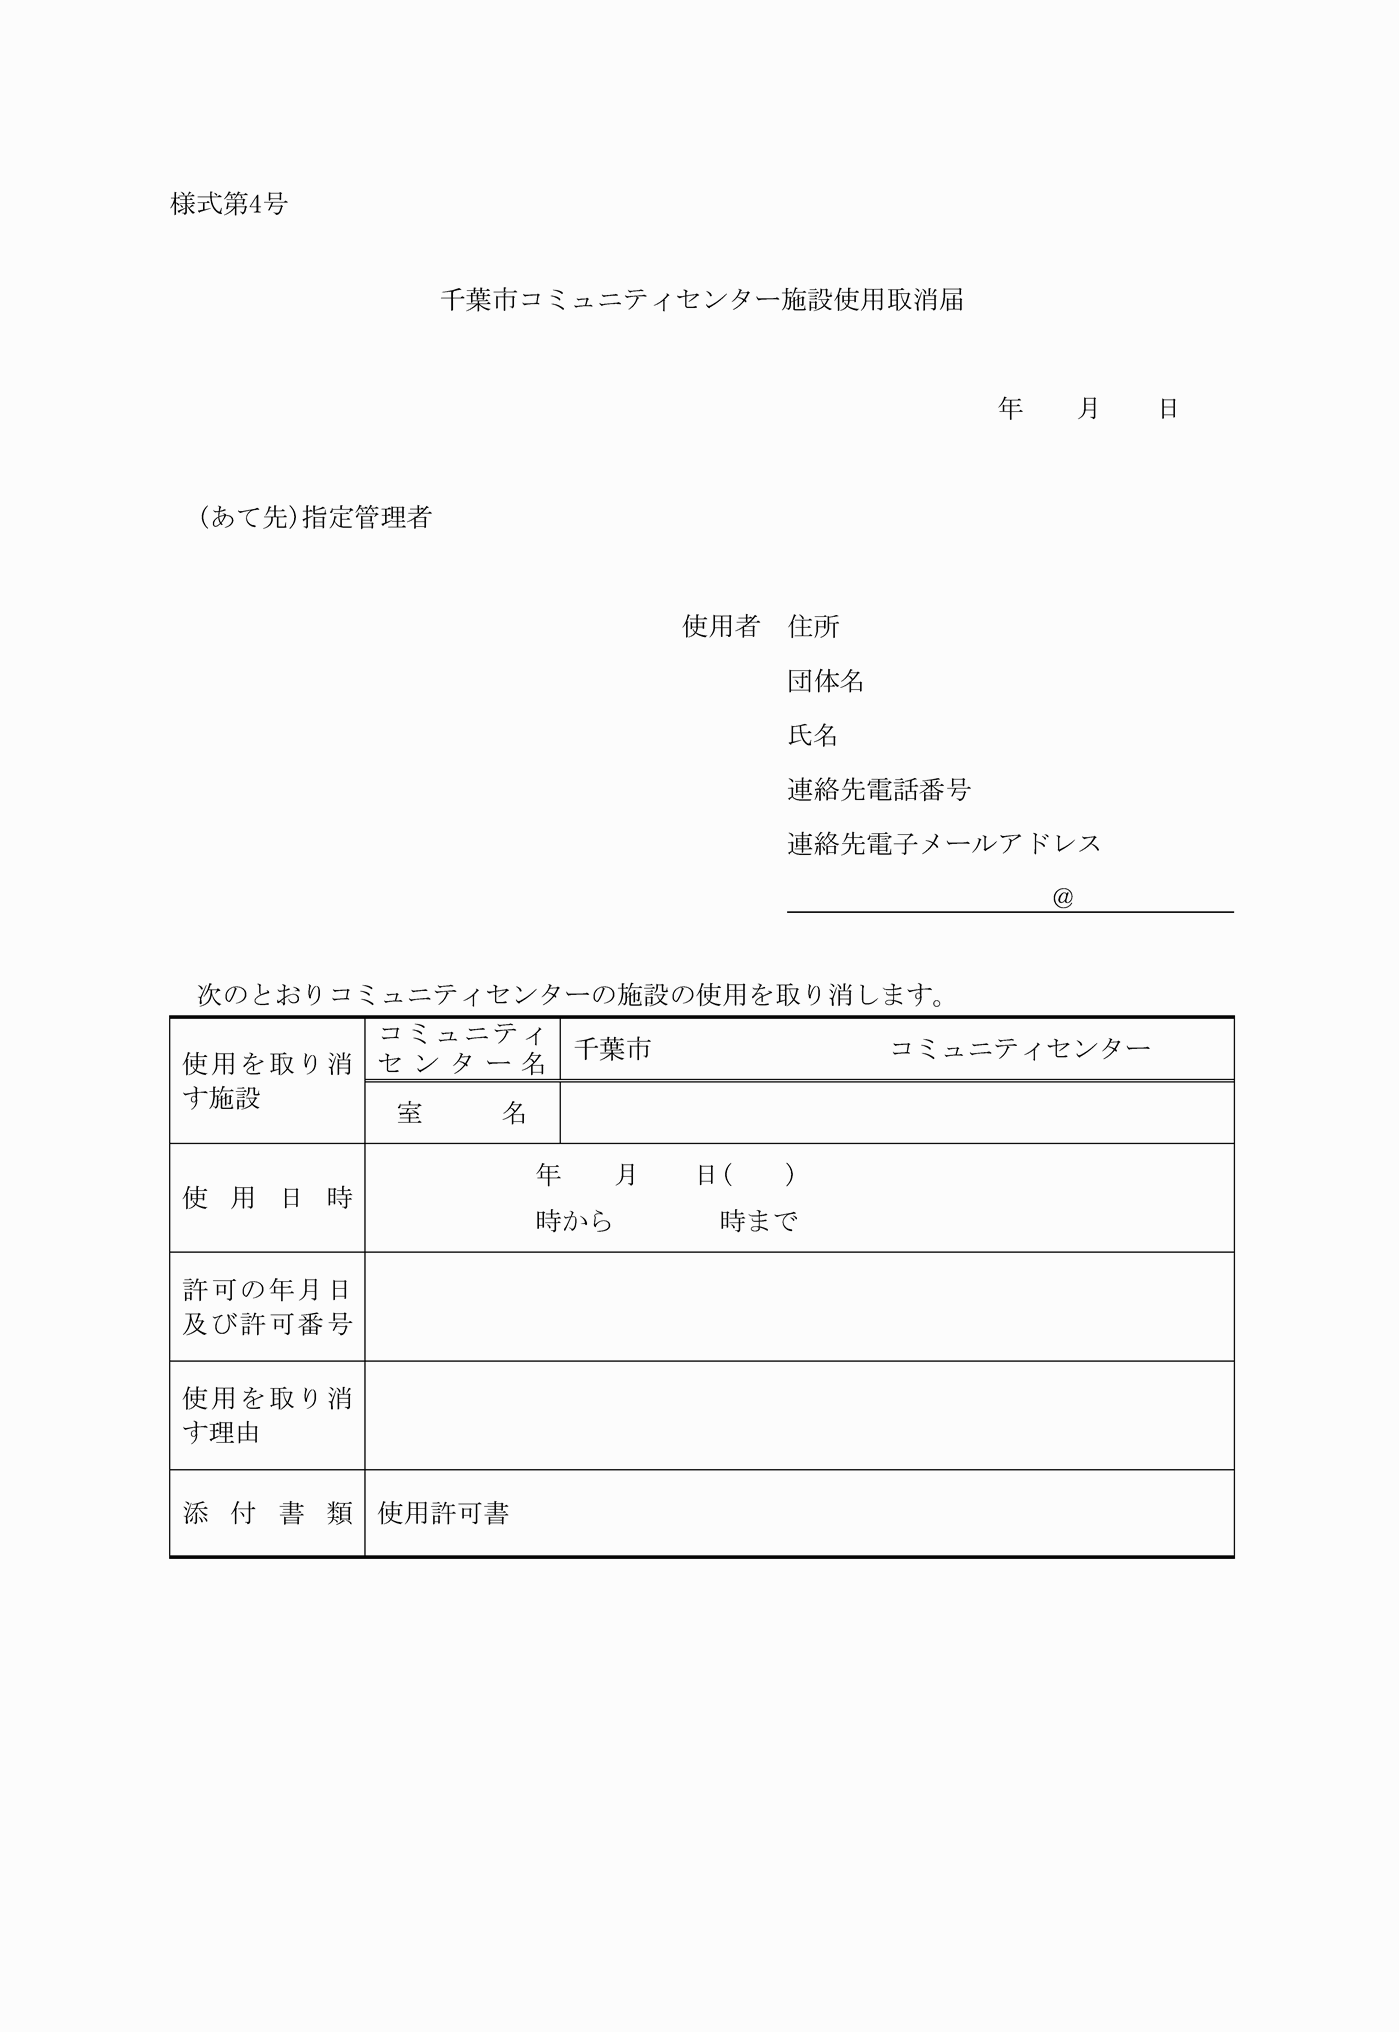 様式第4号
千葉市コミュニティセンター施設使用取消届
年　　月　　日
(あて先)指定管理者
使用者　住所
団体名
氏名
連絡先電話番号
連絡先電子メールアドレス
@
次のとおりコミュニティセンターの施設の使用を取り消します。
使用を取り消
す施設
コミュニティ
センター名
千葉市　　　　　　　　　コミュニティセンター
室　　　名
使用日時
年　　月　　日(　　)
時から　　　　時まで
許可の年月日
及び許可番号
使用を取り消
す理由
添付書類
使用許可書